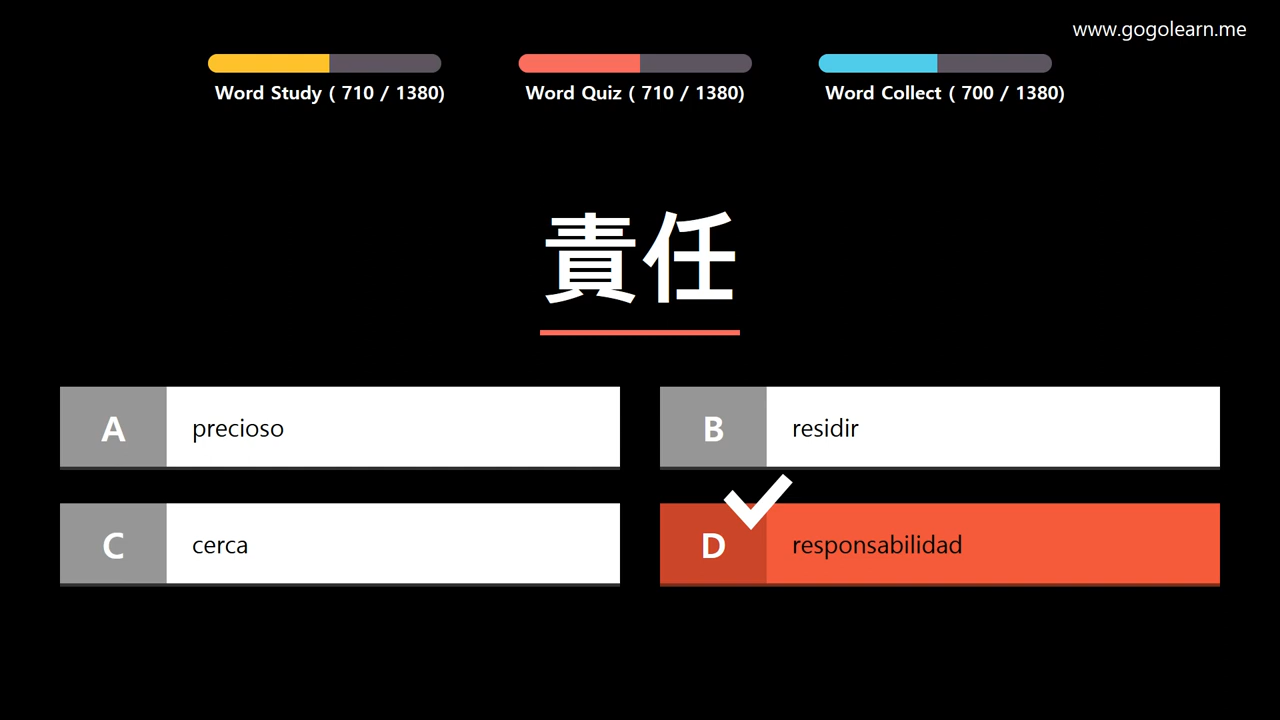 www.gogolearn.me
Word Study ( 710 / 1380)
Word Quiz ( 710 / 1380)
Word Collect ( 700 / 1380)
責任
A precioso
B residir
C cerca
D responsabilidad